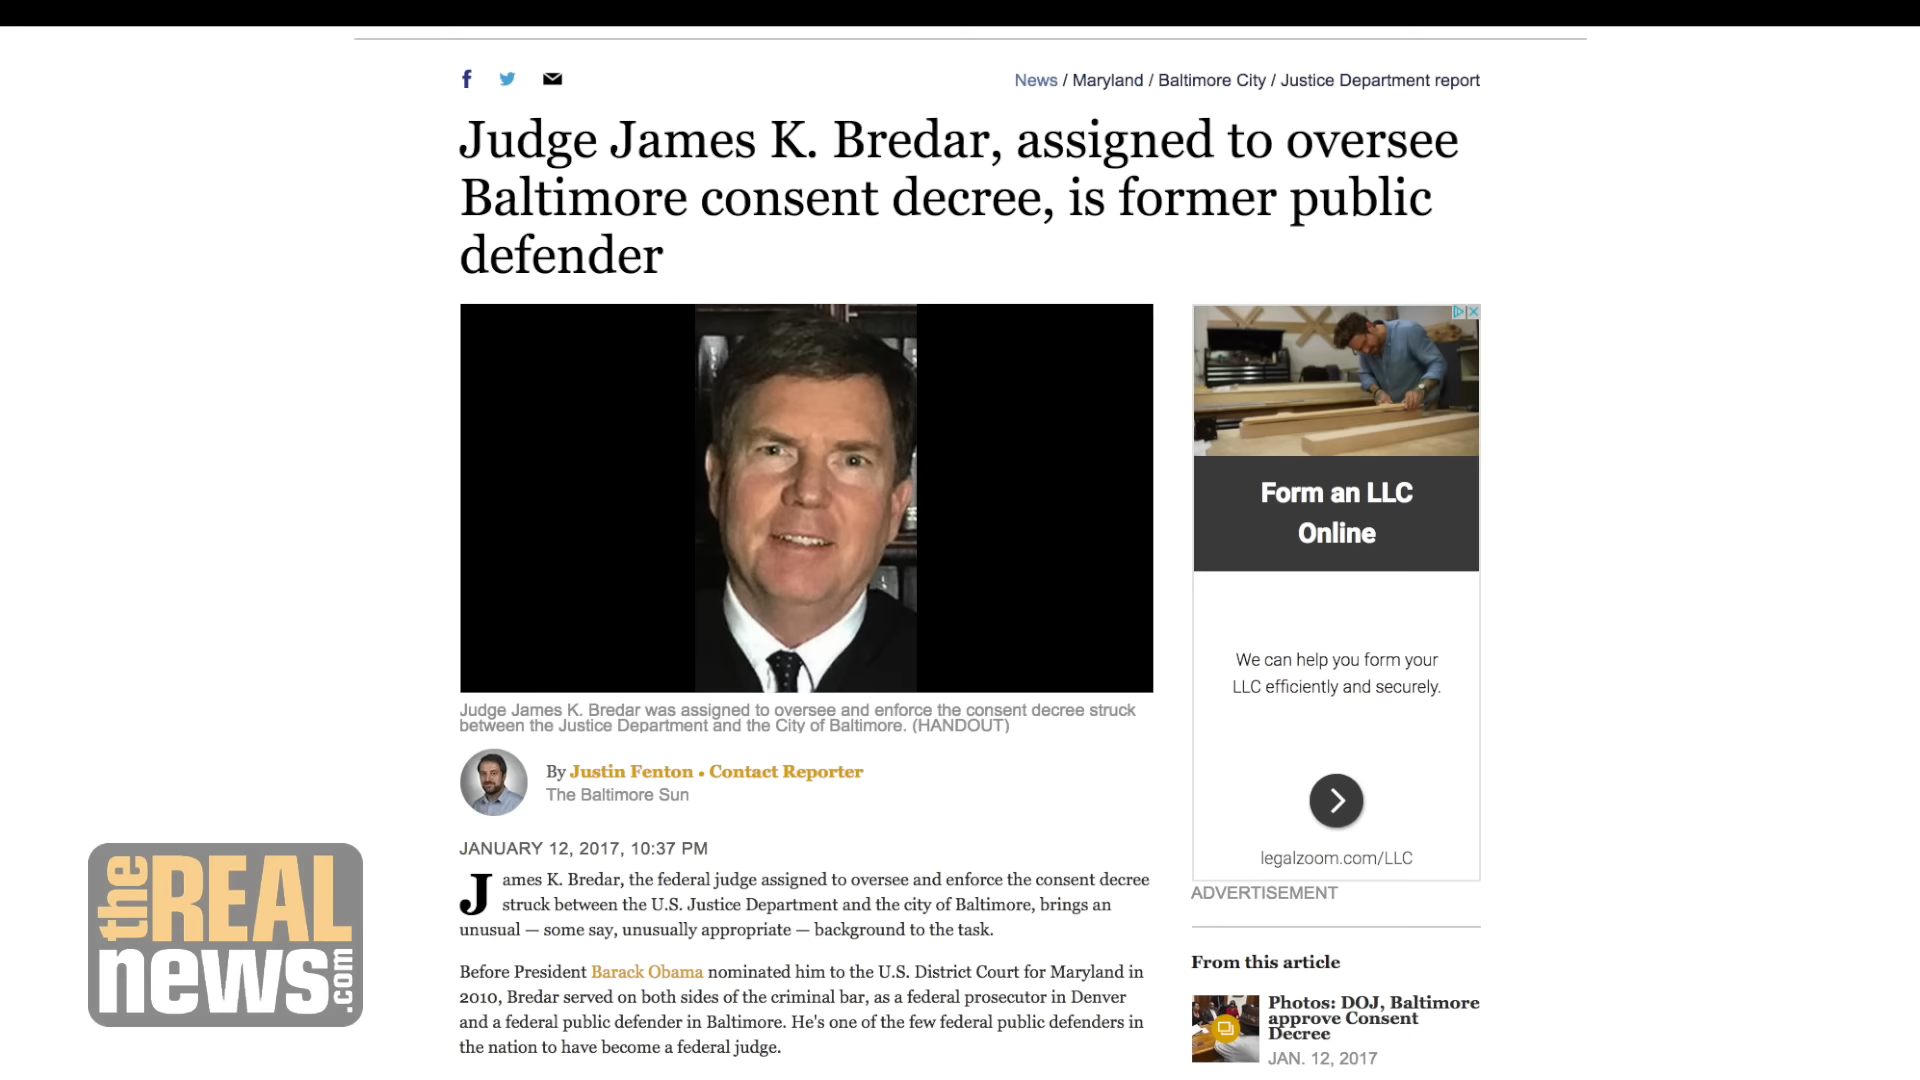 News / Maryland / Baltimore City / Justice Department report
Judge James K. Bredar, assigned to oversee
Baltimore consent decree, is former public
defender
Judge James K. Bredar was assigned to oversee and enforce the consent decree struck
between the Justice Department and the City of Baltimore. (HANDOUT)
By Justin Fenton • Contact Reporter
The Baltimore Sun
JANUARY 12, 2017, 10:37 PM
James K. Bredar, the federal judge assigned to oversee and enforce the consent decree
struck between the U.S. Justice Department and the city of Baltimore, brings an
unusual — some say, unusually appropriate — background to the task.
Before President Barack Obama nominated him to the U.S. District Court for Maryland in
2010, Bredar served on both sides of the criminal bar, as a federal prosecutor in Denver
and a federal public defender in Baltimore. He's one of the few federal public defenders in
the nation to have become a federal judge.
Form an LLC
Online
We can help you form your
LLC efficiently and securely.
legalzoom.com/LLC
ADVERTISEMENT
From this article
Photos: DOJ, Baltimore
approve Consent
Decree
JAN. 12, 2017
the REAL
news.com